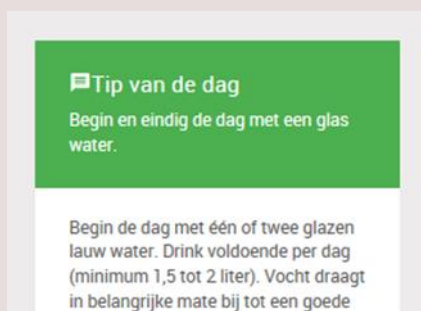 Tip van de dag
Begin en eindig de dag met een glas
water.
Begin de dag met één of twee glazen
lauw water. Drink voldoende per dag
(minimum 1,5 tot 2 liter). Vocht draagt
in belangrijke mate bij tot een goede